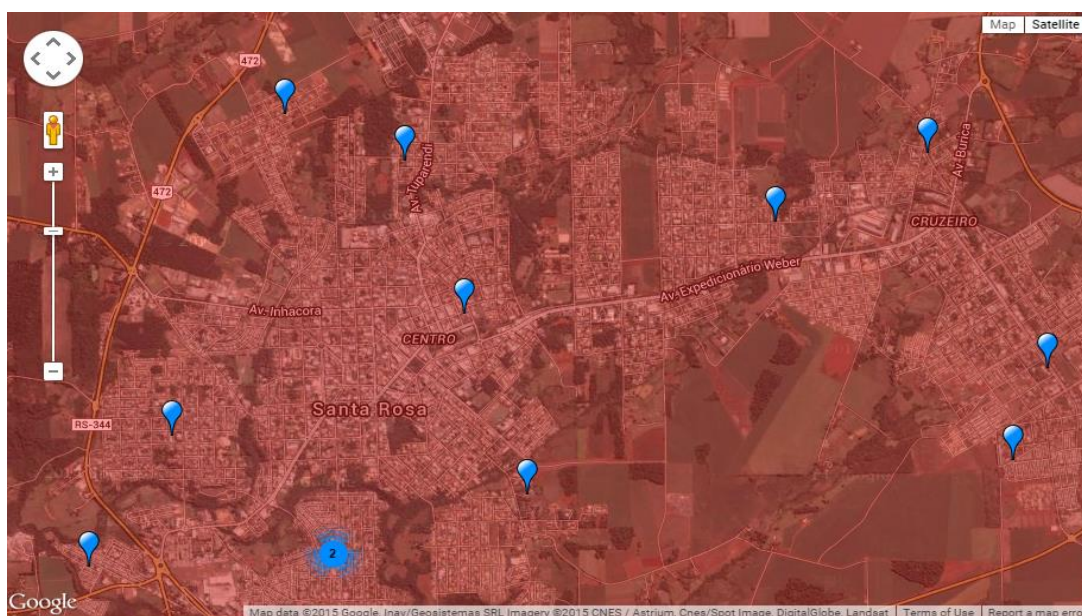 Map Satellite
472
Av. Tuparendi
Av. Burica
472
CRUZEIRO
Av. Expedicionário Weber
Av. Inhacora
CENTRO
Santa Rosa
RS-344
2
Google
Map data ©2015 Google, Inav/Geosistemas SRL Imagery ©2015 CNES / Astrium, Cnes/Spot Image, DigitalGlobe, Landsat Terms of Use Report a map error